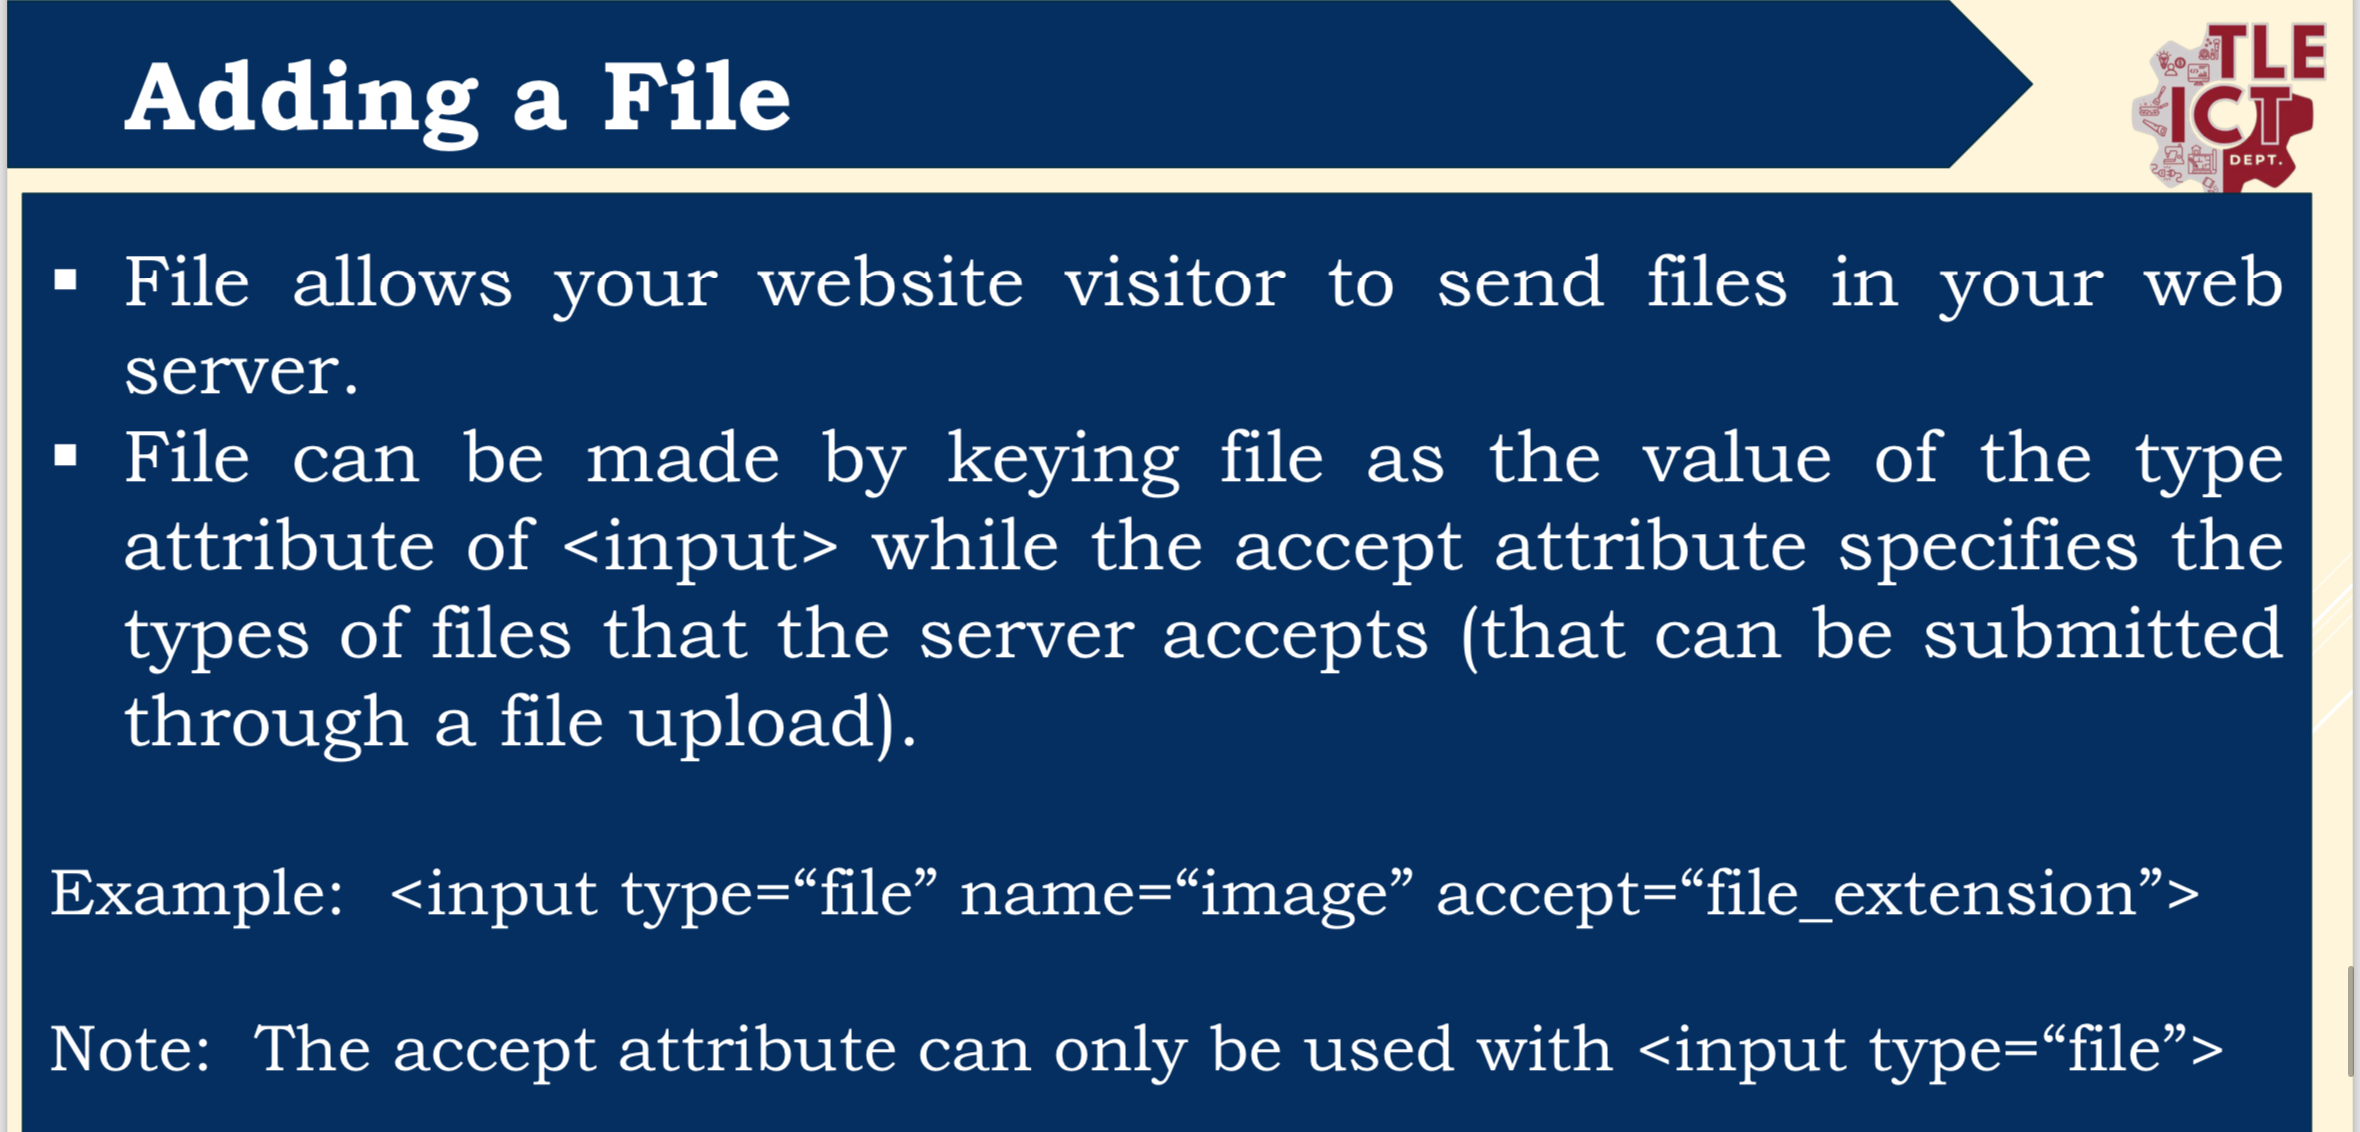 Adding a File
TLE
ICT
DEPT.
▪ File allows your website visitor to send files in your web
server.
▪ File can be made by keying file as the value of the type
attribute of <input> while the accept attribute specifies the
types of files that the server accepts (that can be submitted
through a file upload).
Example: <input type=“file” name=“image” accept=“file_extension”>
Note: The accept attribute can only be used with <input type=“file”>